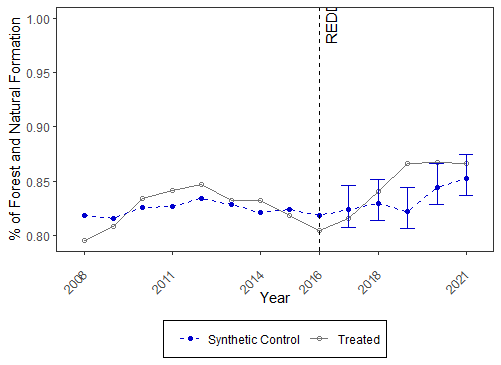 % of Forest and Natural Formation
1.00
0.95
0.90
0.85
0.80
REDD
2008
2011
2014
2016
2018
2021
Year
Synthetic Control
Treated